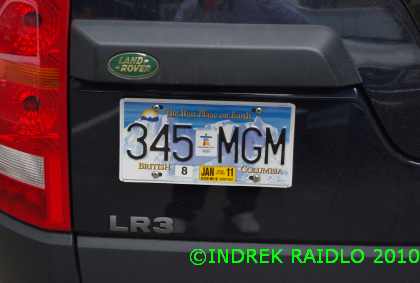 LAND
ROVER
The Best Place on Earth
345 MGM
BRITISH COLUMBIA
8 JAN 11
LR3
©INDREK RAIDLO 2010